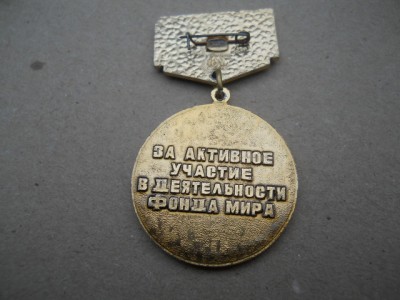 ЗА АКТИВНОЕ
УЧАСТИЕ
В ДЕЯТЕЛЬНОСТИ
ФОНДА МИРА